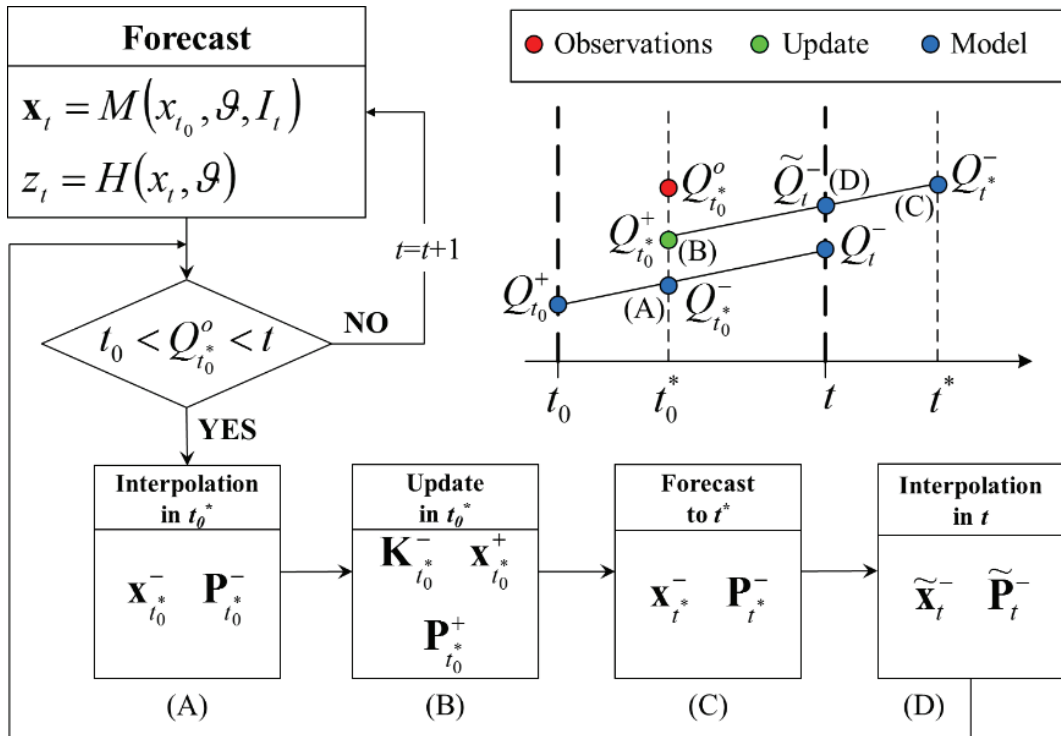 Forecast
𝐱_t = M(x_{t_0}, ϑ, I_t)
z_t = H(x_t, ϑ)
t=t+1
t_0 < Q^o_{t_0^*} < t
NO
YES
Observations Update Model
Q^o_{t_0^*}
Q̃_t^-
(D)
Q^-_{t^*}
(C)
Q^+_{t_0^*}
(B)
Q_t^-
Q^+_{t_0}
(A)
Q^-_{t_0^*}
t_0 t_0^* t t^*
Interpolation
in t_0^*
𝐱^-_{t_0^*} 𝐏^-_{t_0^*}
(A)
Update
in t_0^*
𝐊^-_{t_0^*} 𝐱^+_{t_0^*}
𝐏^+_{t_0^*}
(B)
Forecast
to t^*
𝐱^-_{t^*} 𝐏^-_{t^*}
(C)
Interpolation
in t
𝐱̃_t^- 𝐏̃_t^-
(D)